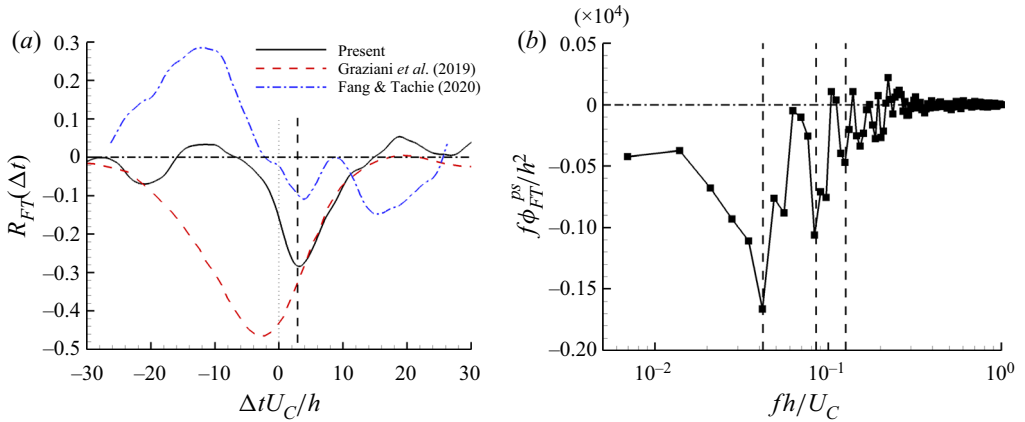 (a)
0.3
0.2
0.1
0
–0.1
–0.2
–0.3
–0.4
–0.5
R_FT(Δt)
Present
Graziani et al. (2019)
Fang & Tachie (2020)
–30 –20 –10 0 10 20 30
ΔtU_C/h
(b)
(×10⁴)
0.05
0
–0.05
–0.10
–0.15
–0.20
fϕ^ps_FT/h²
10⁻² 10⁻¹ 10⁰
fh/U_C